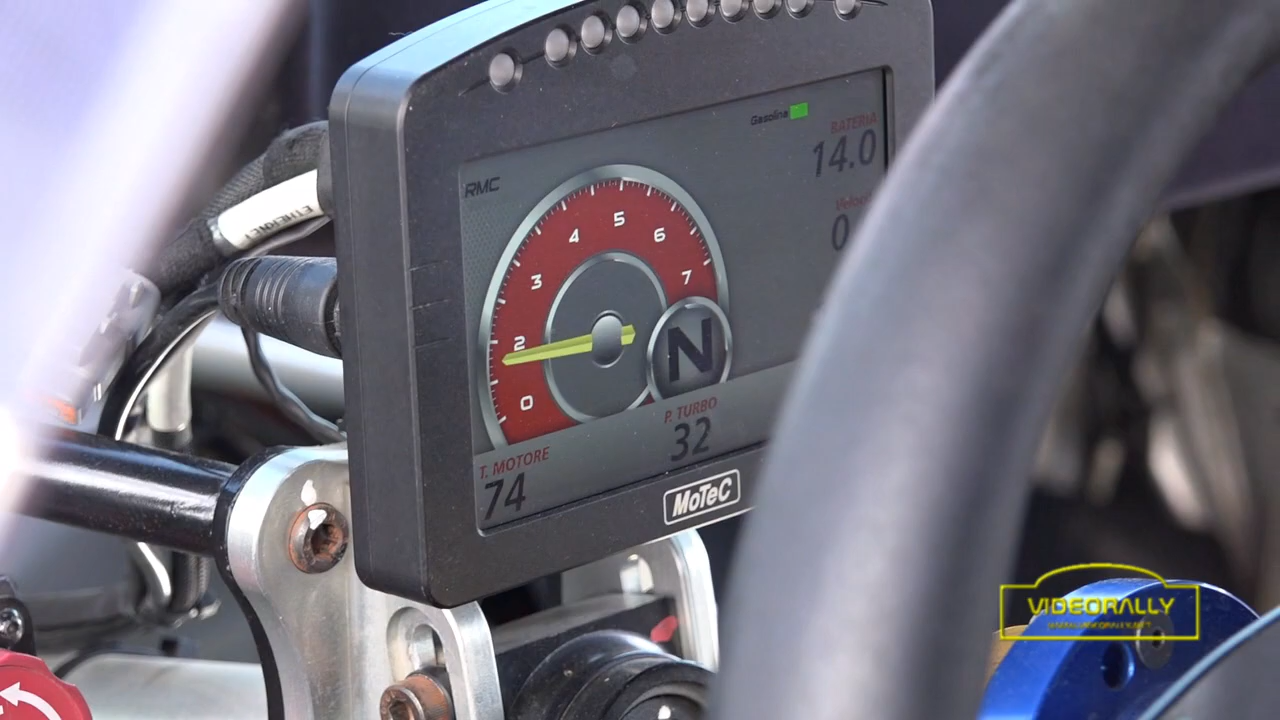 Gasolina
BATERIA
14.0
RMC
0
5
4
6
3
7
2
N
0
P. TURBO
32
T. MOTORE
74
MoTeC
ETHERNET
VIDEORALLY